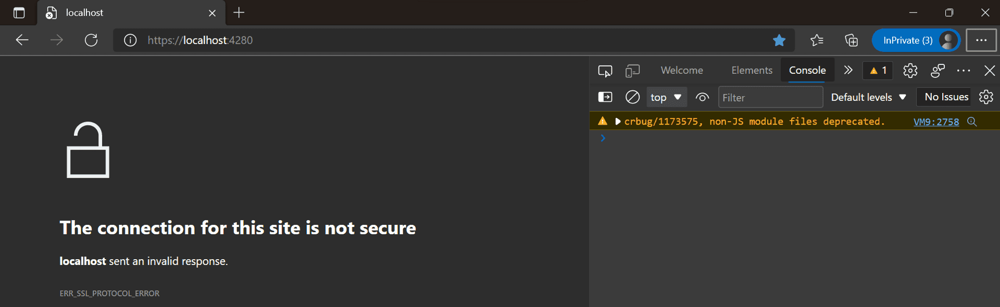 localhost
https://localhost:4280
InPrivate (3)
Welcome Elements Console 1
top Filter Default levels No Issues
crbug/1173575, non-JS module files deprecated. VM9:2758
The connection for this site is not secure
localhost sent an invalid response.
ERR_SSL_PROTOCOL_ERROR